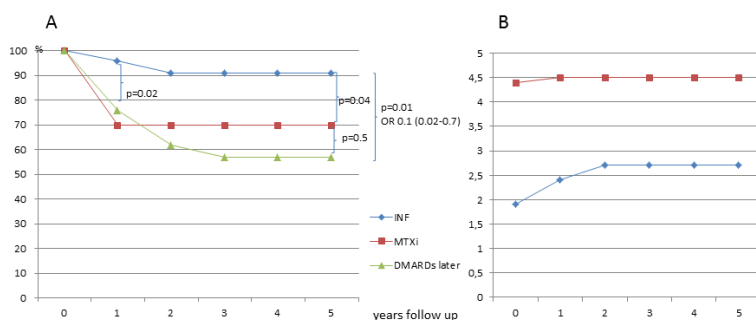 A
B
%
100
90
80
70
60
50
40
30
20
10
0
p=0.02
p=0.04
p=0.5
p=0.01
OR 0.1 (0.02-0.7)
INF
MTXi
DMARDs later
0 1 2 3 4 5 years follow up
5
4,5
4
3,5
3
2,5
2
1,5
1
0,5
0
0 1 2 3 4 5